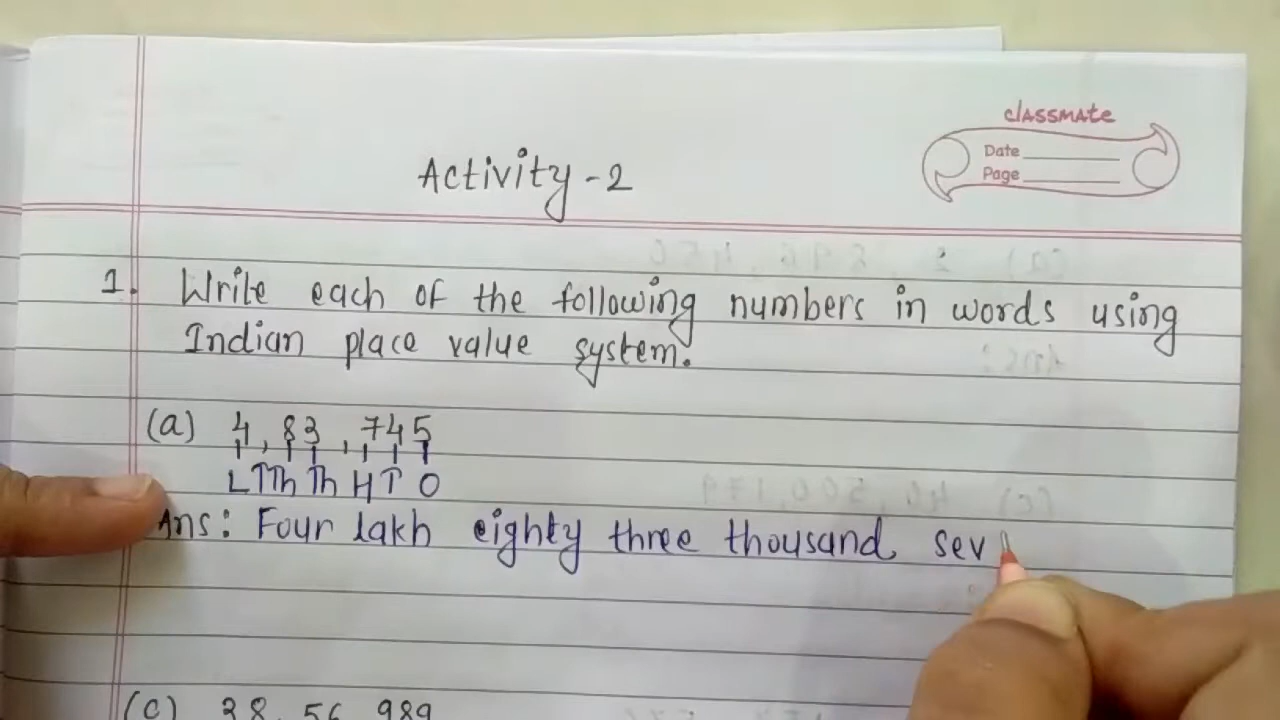 classmate
Date
Page
Activity-2
1. Write each of the following numbers in words using
Indian place value system.
(a) 4,83,745
L TTh Th H T O
Ans: Four lakh eighty three thousand sev
(c) 38,56,989